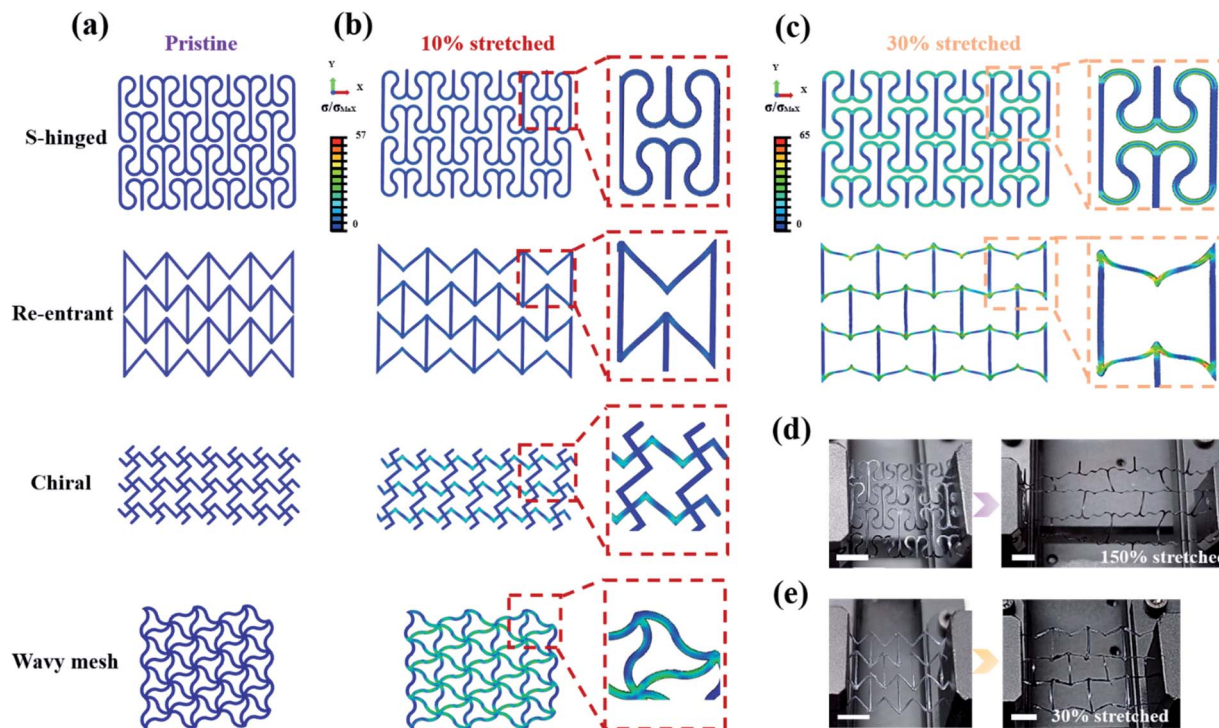 (a)
Pristine
(b)
10% stretched
(c)
30% stretched
S-hinged
Y
X
σ/σMaX
57
0
Y
X
σ/σMaX
65
0
Re-entrant
Chiral
Wavy mesh
(d)
150% stretched
(e)
30% stretched